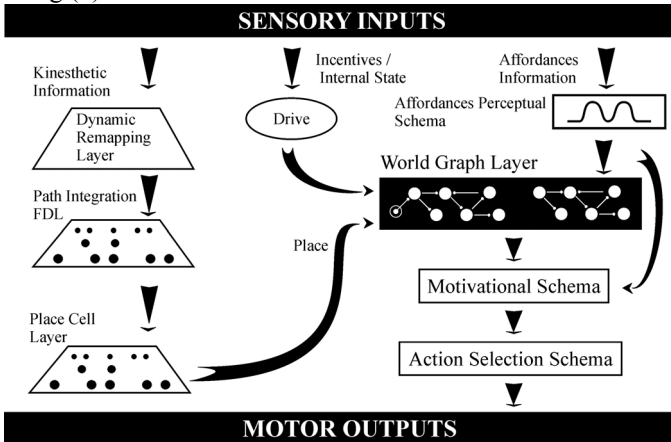 SENSORY INPUTS
Kinesthetic
Information
Incentives /
Internal State
Affordances
Information
Dynamic
Remapping
Layer
Drive
Affordances Perceptual
Schema
World Graph Layer
Path Integration
FDL
Place
Motivational Schema
Place Cell
Layer
Action Selection Schema
MOTOR OUTPUTS